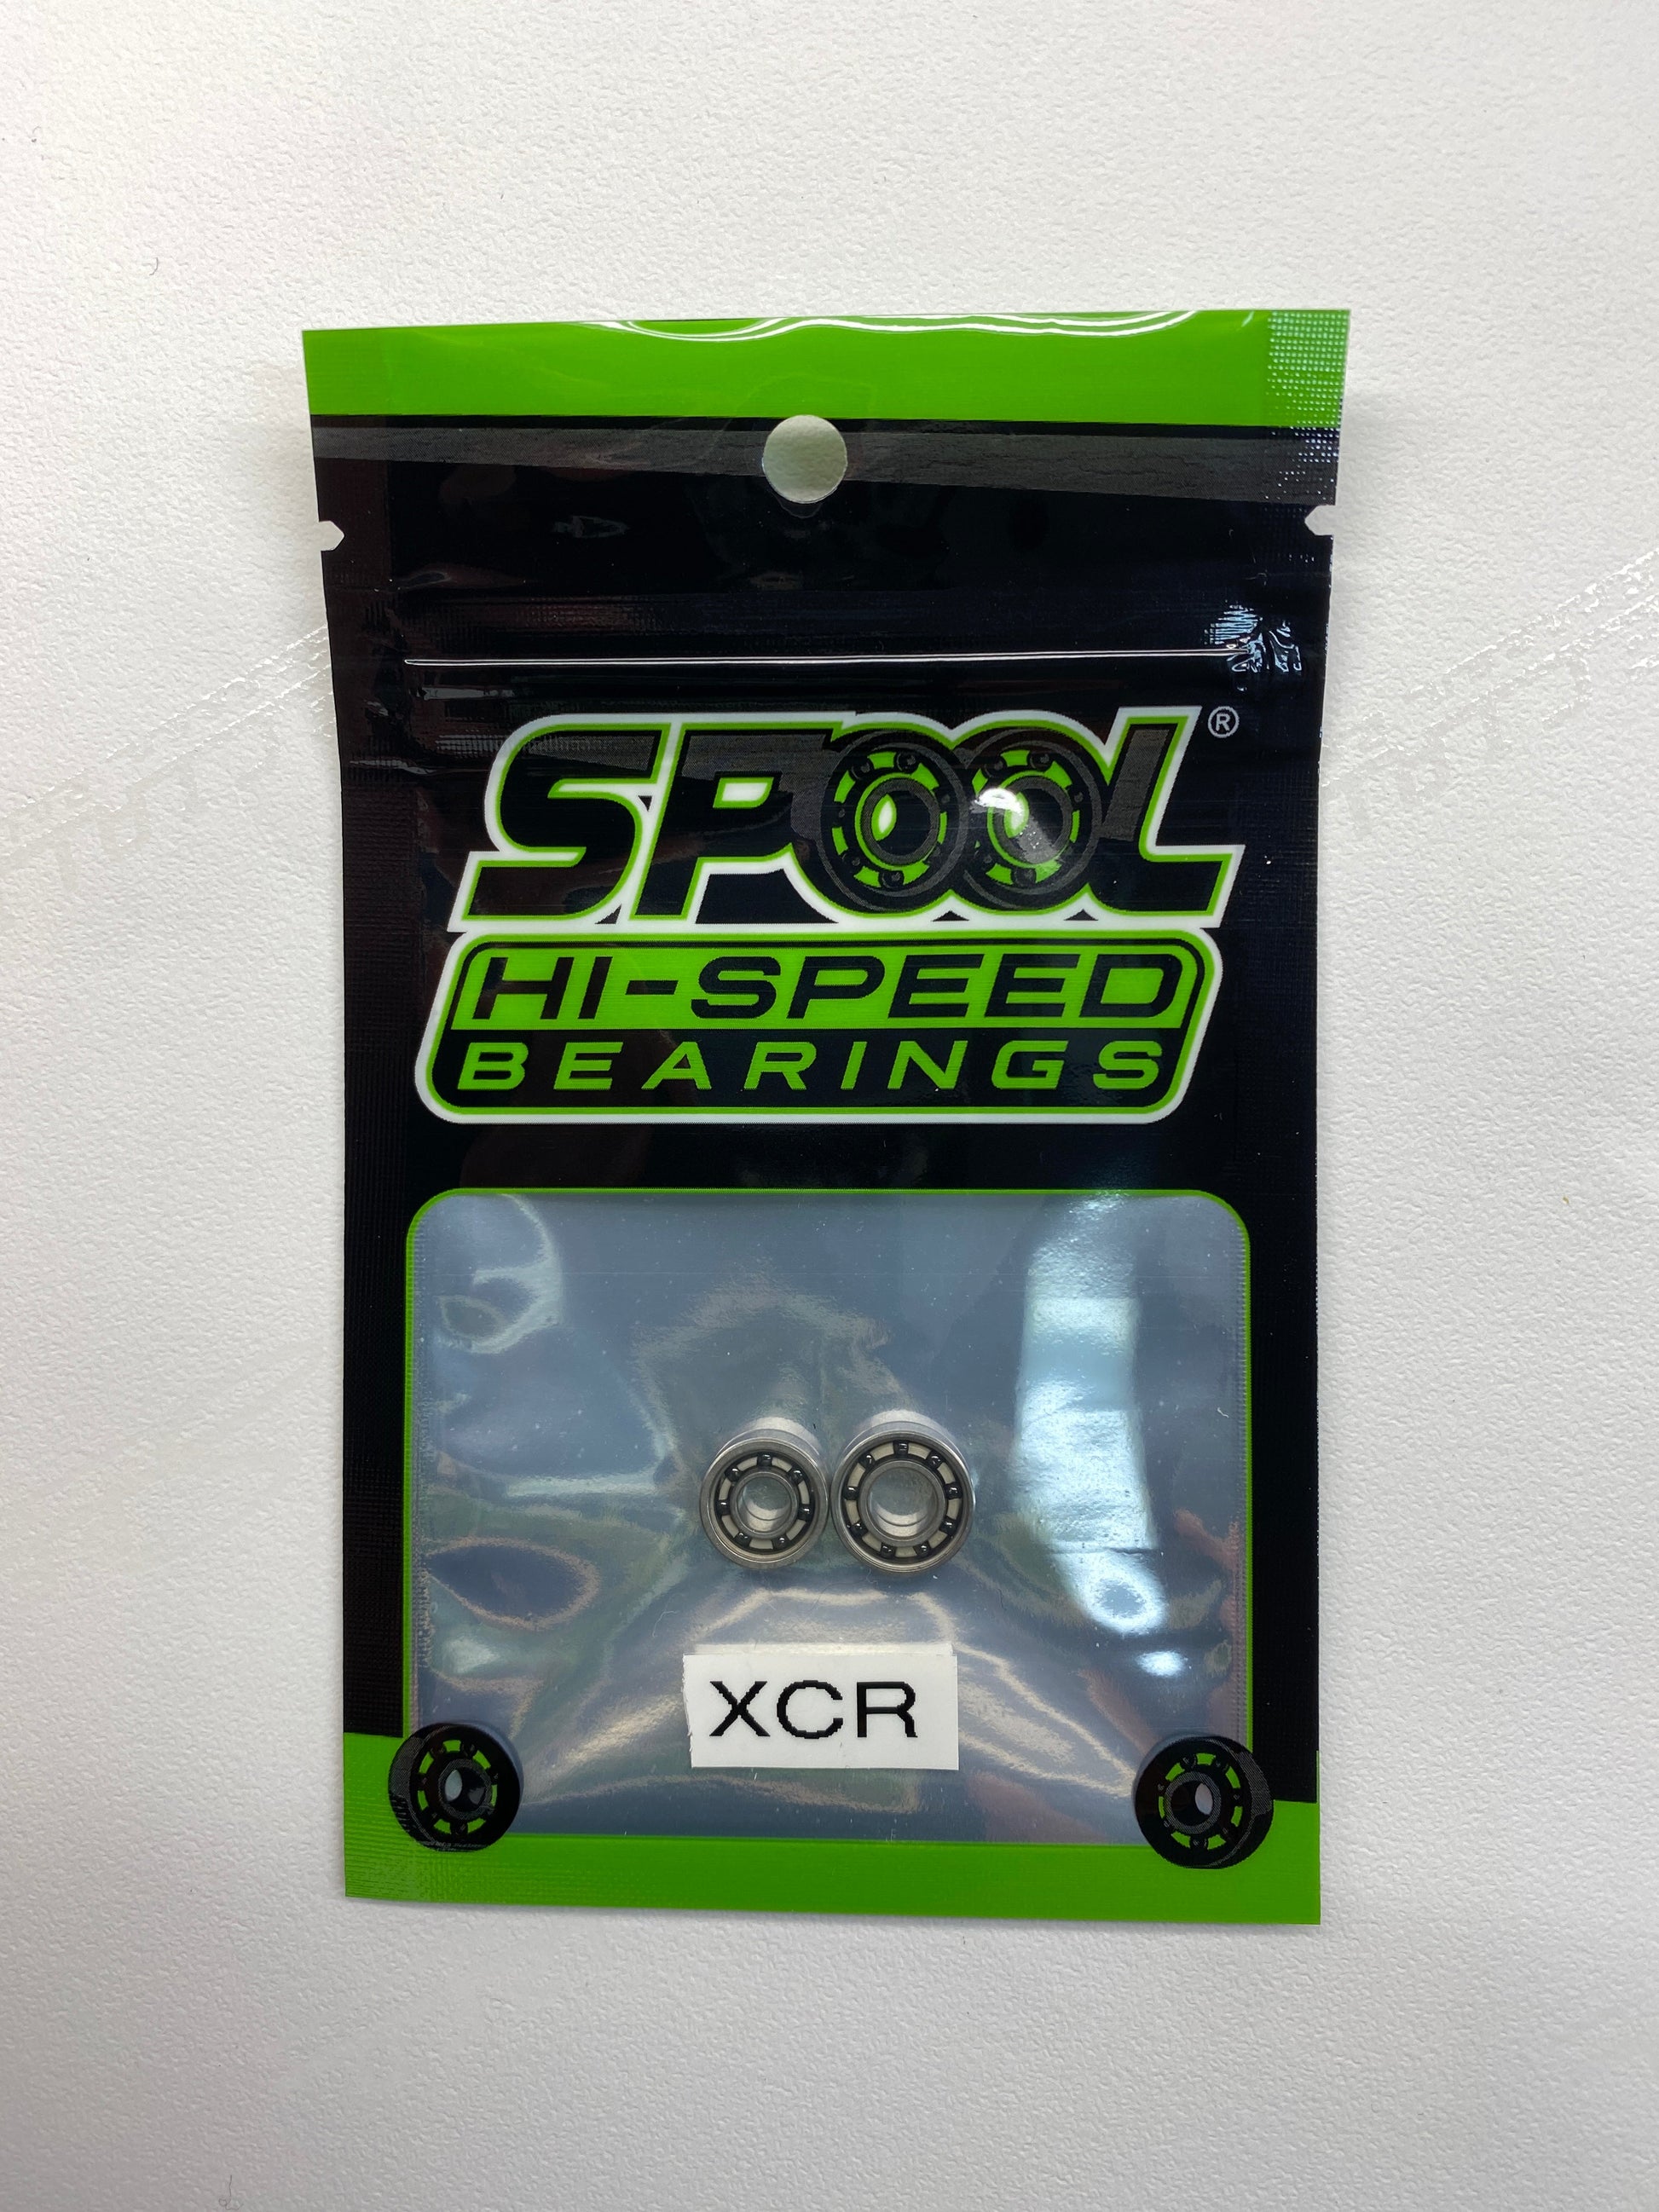 SPOOL®
HI-SPEED
BEARINGS
XCR